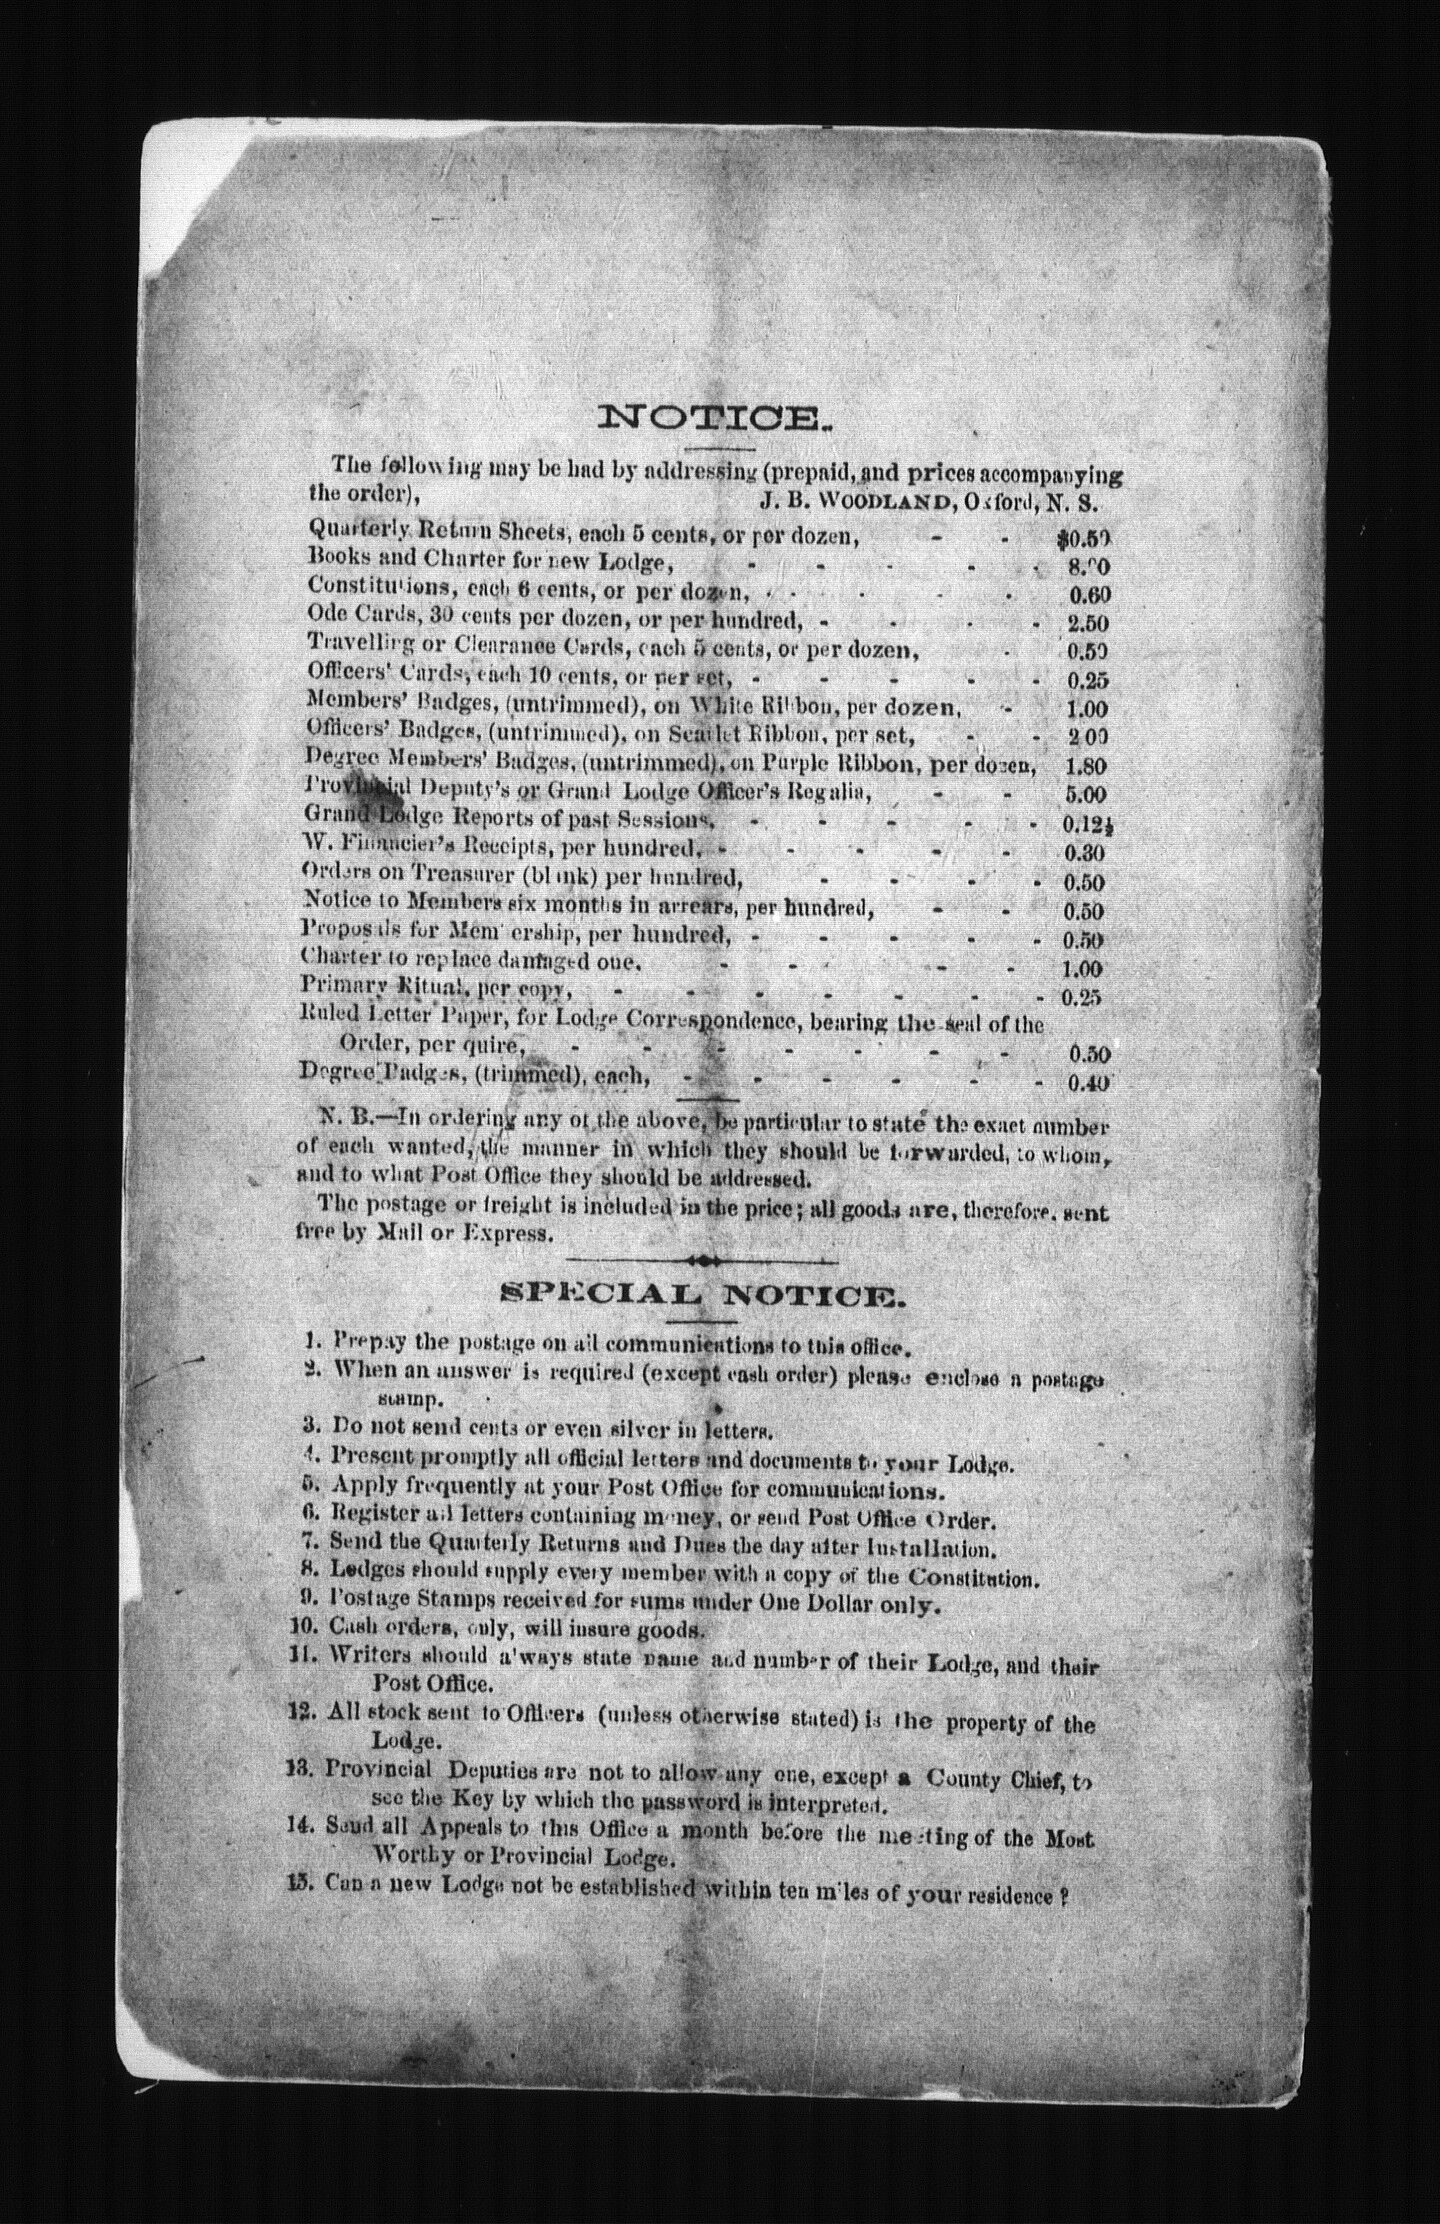 NOTICE.
The following may be had by addressing (prepaid, and prices accompanying
the order), J. B. WOODLAND, Oxford, N. S.
Quarterly Return Sheets, each 5 cents, or per dozen, - - $0.50
Books and Charter for new Lodge, - - - - - 8.00
Constitutions, each 6 cents, or per dozen, - - - - - 0.60
Ode Cards, 30 cents per dozen, or per hundred, - - - - 2.50
Travelling or Clearance Cards, each 5 cents, or per dozen, - 0.50
Officers' Cards, each 10 cents, or per set, - - - - - 0.25
Members' Badges, (untrimmed), on White Ribbon, per dozen, - 1.00
Officers' Badges, (untrimmed), on Scarlet Ribbon, per set, - - 2 00
Degree Members' Badges, (untrimmed), on Purple Ribbon, per dozen, 1.80
Provincial Deputy's or Grand Lodge Officer's Regalia, - - 5.00
Grand Lodge Reports of past Sessions, - - - - - 0.12½
W. Financier's Receipts, per hundred, - - - - - 0.30
Orders on Treasurer (blank) per hundred, - - - - 0.50
Notice to Members six months in arrears, per hundred, - - 0.50
Proposals for Membership, per hundred, - - - - - 0.50
Charter to replace damaged one. - - - - 1.00
Primary Ritual, per copy, - - - - - - - 0.25
Ruled Letter Paper, for Lodge Correspondence, bearing the seal of the
Order, per quire, - - - - - - - 0.50
Degree Badges, (trimmed), each, - - - - - - 0.40
N. B.—In ordering any of the above, be particular to state the exact number
of each wanted, the manner in which they should be forwarded, to whom,
and to what Post Office they should be addressed.
The postage or freight is included in the price; all goods are, therefore, sent
free by Mail or Express.
SPECIAL NOTICE.
1. Prepay the postage on all communications to this office.
2. When an answer is required (except cash order) please enclose a postage
stamp.
3. Do not send cents or even silver in letters.
4. Present promptly all official letters and documents to your Lodge.
5. Apply frequently at your Post Office for communications.
6. Register all letters containing money, or send Post Office Order.
7. Send the Quarterly Returns and Dues the day after Installation.
8. Lodges should supply every member with a copy of the Constitution.
9. Postage Stamps received for sums under One Dollar only.
10. Cash orders, only, will insure goods.
11. Writers should always state name and number of their Lodge, and their
Post Office.
12. All stock sent to Officers (unless otherwise stated) is the property of the
Lodge.
13. Provincial Deputies are not to allow any one, except a County Chief, to
see the Key by which the password is interpreted.
14. Send all Appeals to this Office a month before the meeting of the Most
Worthy or Provincial Lodge.
15. Can a new Lodge not be established within ten miles of your residence ?